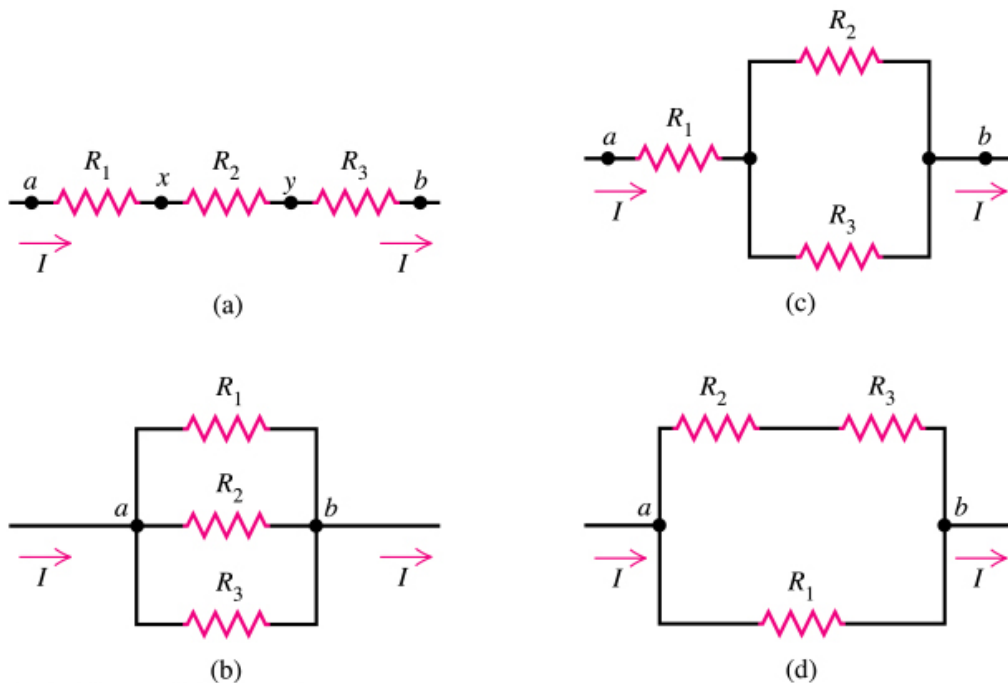 a R₁ x R₂ y R₃ b
I I
(a)
R₂
a R₁ b
I I
R₃
(c)
R₁
a R₂ b
I I
R₃
(b)
R₂ R₃
a b
I I
R₁
(d)